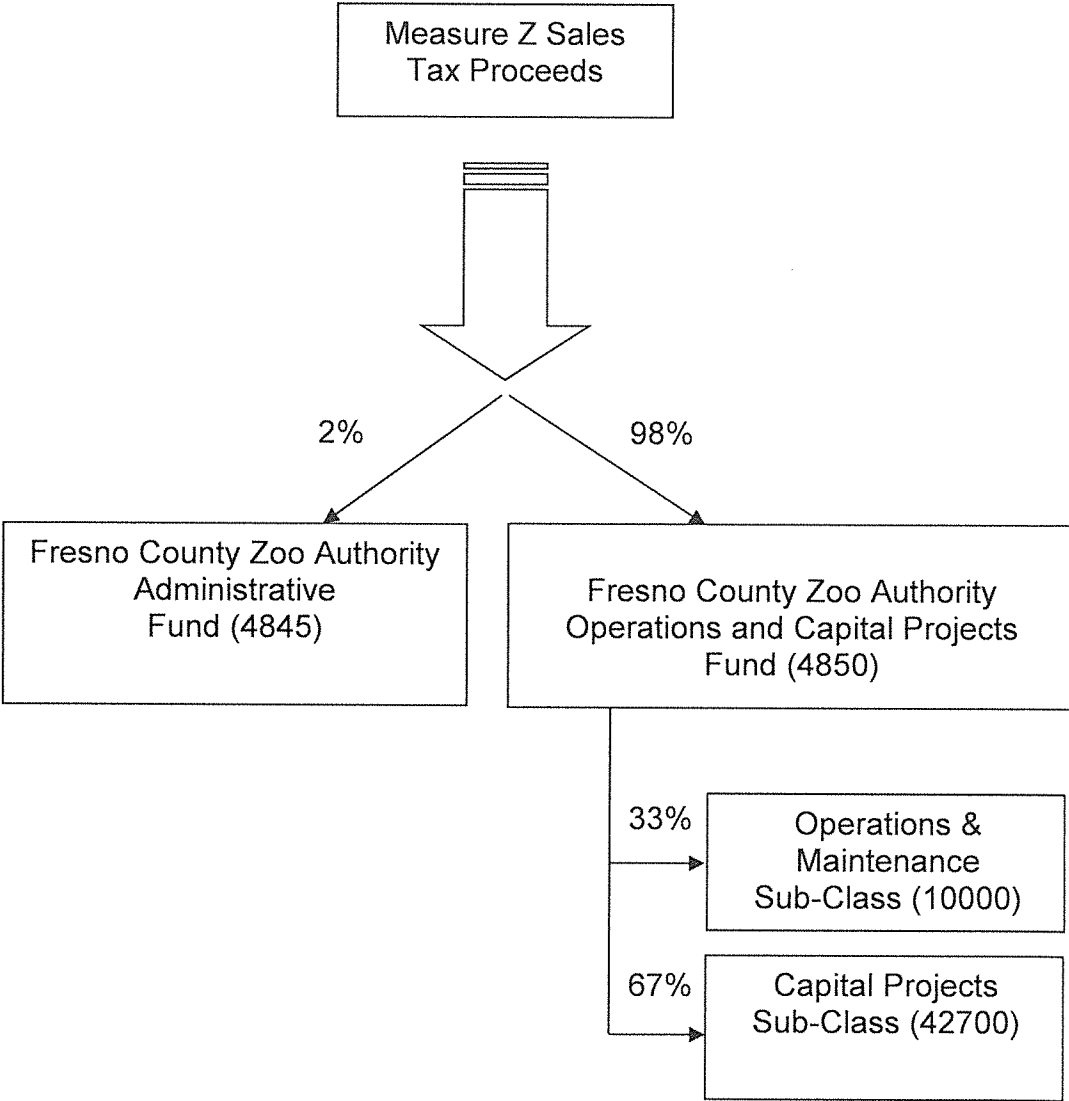 Measure Z Sales
Tax Proceeds
2%
98%
Fresno County Zoo Authority
Administrative
Fund (4845)
Fresno County Zoo Authority
Operations and Capital Projects
Fund (4850)
33%
Operations &
Maintenance
Sub-Class (10000)
67%
Capital Projects
Sub-Class (42700)